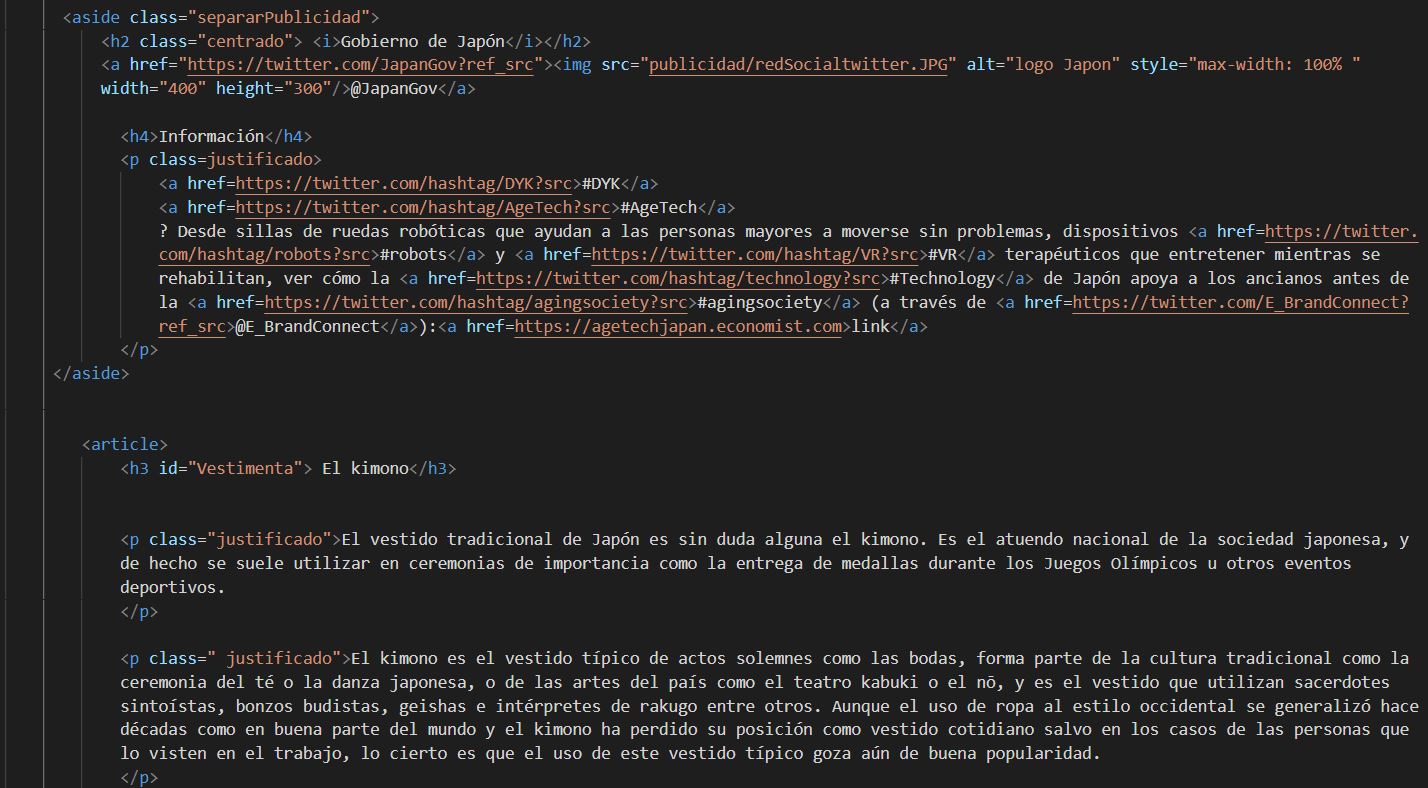 <aside class="separarPublicidad">
<h2 class="centrado"> <i>Gobierno de Japón</i></h2>
<a href="https://twitter.com/JapanGov?ref_src"><img src="publicidad/redSocialtwitter.JPG" alt="logo Japon" style="max-width: 100% "
width="400" height="300"/>@JapanGov</a>
<h4>Información</h4>
<p class=justificado>
<a href=https://twitter.com/hashtag/DYK?src>#DYK</a>
<a href=https://twitter.com/hashtag/AgeTech?src>#AgeTech</a>
? Desde sillas de ruedas robóticas que ayudan a las personas mayores a moverse sin problemas, dispositivos <a href=https://twitter.
com/hashtag/robots?src>#robots</a> y <a href=https://twitter.com/hashtag/VR?src>#VR</a> terapéuticos que entretener mientras se
rehabilitan, ver cómo la <a href=https://twitter.com/hashtag/technology?src>#Technology</a> de Japón apoya a los ancianos antes de
la <a href=https://twitter.com/hashtag/agingsociety?src>#agingsociety</a> (a través de <a href=https://twitter.com/E_BrandConnect?
ref_src>@E_BrandConnect</a>):<a href=https://agetechjapan.economist.com>link</a>
</p>
</aside>
<article>
<h3 id="Vestimenta"> El kimono</h3>
<p class="justificado">El vestido tradicional de Japón es sin duda alguna el kimono. Es el atuendo nacional de la sociedad japonesa, y
de hecho se suele utilizar en ceremonias de importancia como la entrega de medallas durante los Juegos Olímpicos u otros eventos
deportivos.
</p>
<p class=" justificado">El kimono es el vestido típico de actos solemnes como las bodas, forma parte de la cultura tradicional como la
ceremonia del té o la danza japonesa, o de las artes del país como el teatro kabuki o el nō, y es el vestido que utilizan sacerdotes
sintoístas, bonzos budistas, geishas e intérpretes de rakugo entre otros. Aunque el uso de ropa al estilo occidental se generalizó hace
décadas como en buena parte del mundo y el kimono ha perdido su posición como vestido cotidiano salvo en los casos de las personas que
lo visten en el trabajo, lo cierto es que el uso de este vestido típico goza aún de buena popularidad.
</p>